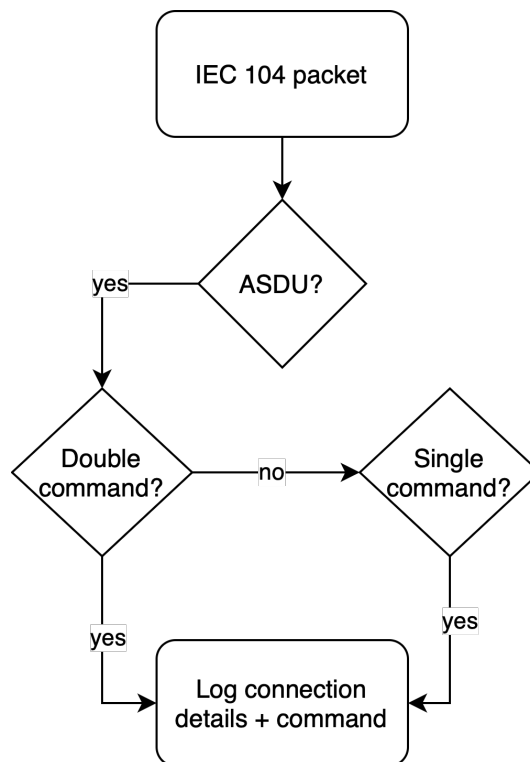 IEC 104 packet
ASDU?
yes
Double
command?
no
Single
command?
yes
yes
Log connection
details + command